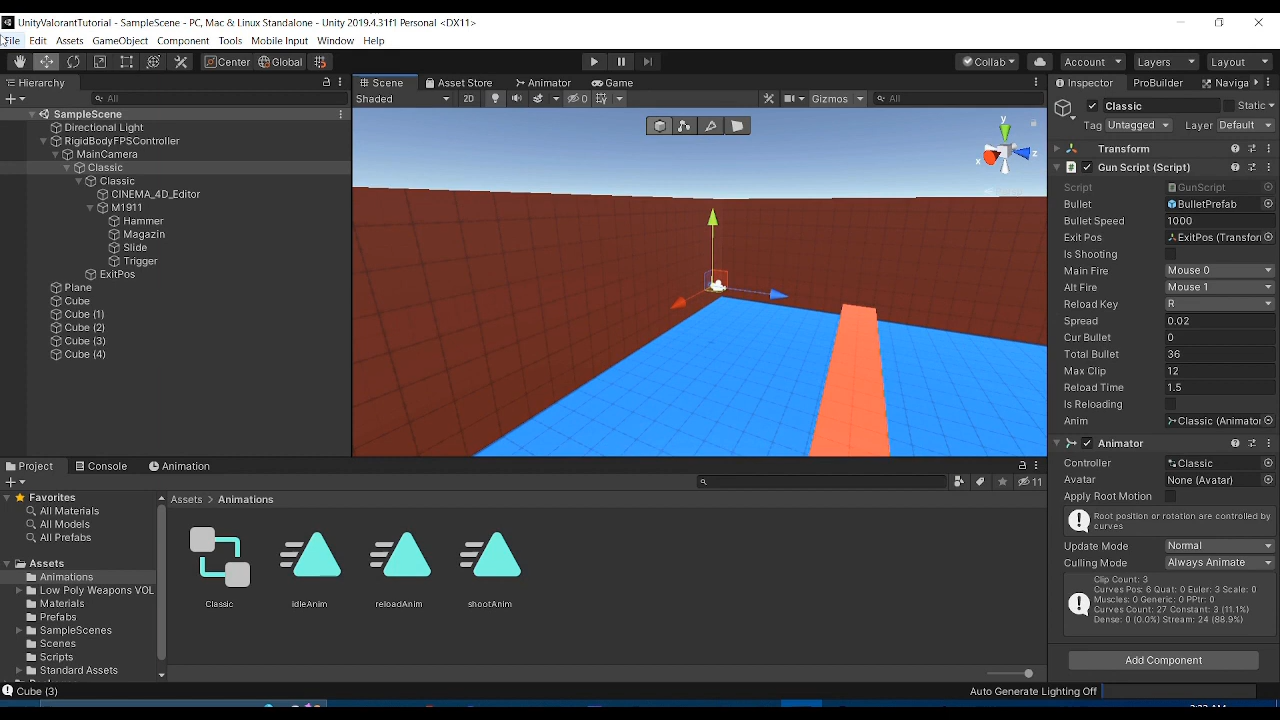 UnityValorantTutorial - SampleScene - PC, Mac & Linux Standalone - Unity 2019.4.31f1 Personal <DX11>
File Edit Assets GameObject Component Tools Mobile Input Window Help
Center Global Collab Account Layers Layout
Hierarchy Scene Asset Store Animator Game Inspector ProBuilder Naviga
All Shaded 2D 0 Gizmos All Classic Static
SampleScene
Tag Untagged Layer Default
Directional Light
RigidBodyFPSController
MainCamera
Classic
Classic
CINEMA_4D_Editor
M1911
Hammer
Magazin
Slide
Trigger
ExitPos
Plane
Cube
Cube (1)
Cube (2)
Cube (3)
Cube (4)
y
x
z
Transform
Gun Script (Script)
Script GunScript
Bullet BulletPrefab
Bullet Speed 1000
Exit Pos ExitPos (Transfor
Is Shooting
Main Fire Mouse 0
Alt Fire Mouse 1
Reload Key R
Spread 0.02
Cur Bullet 0
Total Bullet 36
Max Clip 12
Reload Time 1.5
Is Reloading
Anim Classic (Animator
Animator
Controller Classic
Avatar None (Avatar)
Apply Root Motion
Root position or rotation are controlled by
curves
Update Mode Normal
Culling Mode Always Animate
Clip Count: 3
Curves Pos: 6 Quat: 0 Euler: 3 Scale: 0
Muscles: 0 Generic: 0 PPtr: 0
Curves Count: 27 Constant: 3 (11.1%)
Dense: 0 (0.0%) Stream: 24 (88.9%)
Add Component
Project Console Animation
11
Favorites
All Materials
All Models
All Prefabs
Assets
Animations
Low Poly Weapons VOL
Materials
Prefabs
SampleScenes
Scenes
Scripts
Standard Assets
Assets > Animations
Classic idleAnim reloadAnim shootAnim
Cube (3)
Auto Generate Lighting Off